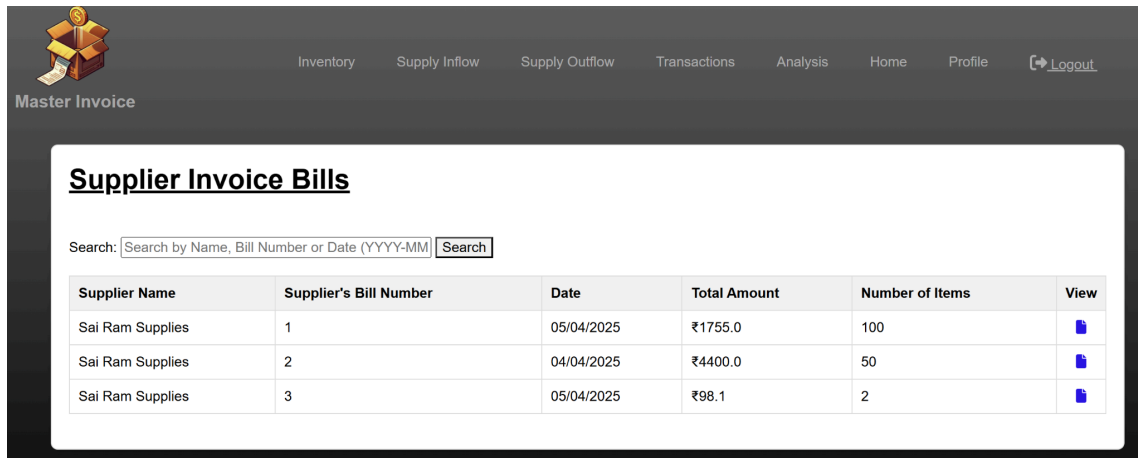 Inventory Supply Inflow Supply Outflow Transactions Analysis Home Profile Logout
Master Invoice
Supplier Invoice Bills
Search: Search by Name, Bill Number or Date (YYYY-MM Search
Supplier Name Supplier's Bill Number Date Total Amount Number of Items View
Sai Ram Supplies 1 05/04/2025 ₹1755.0 100
Sai Ram Supplies 2 04/04/2025 ₹4400.0 50
Sai Ram Supplies 3 05/04/2025 ₹98.1 2